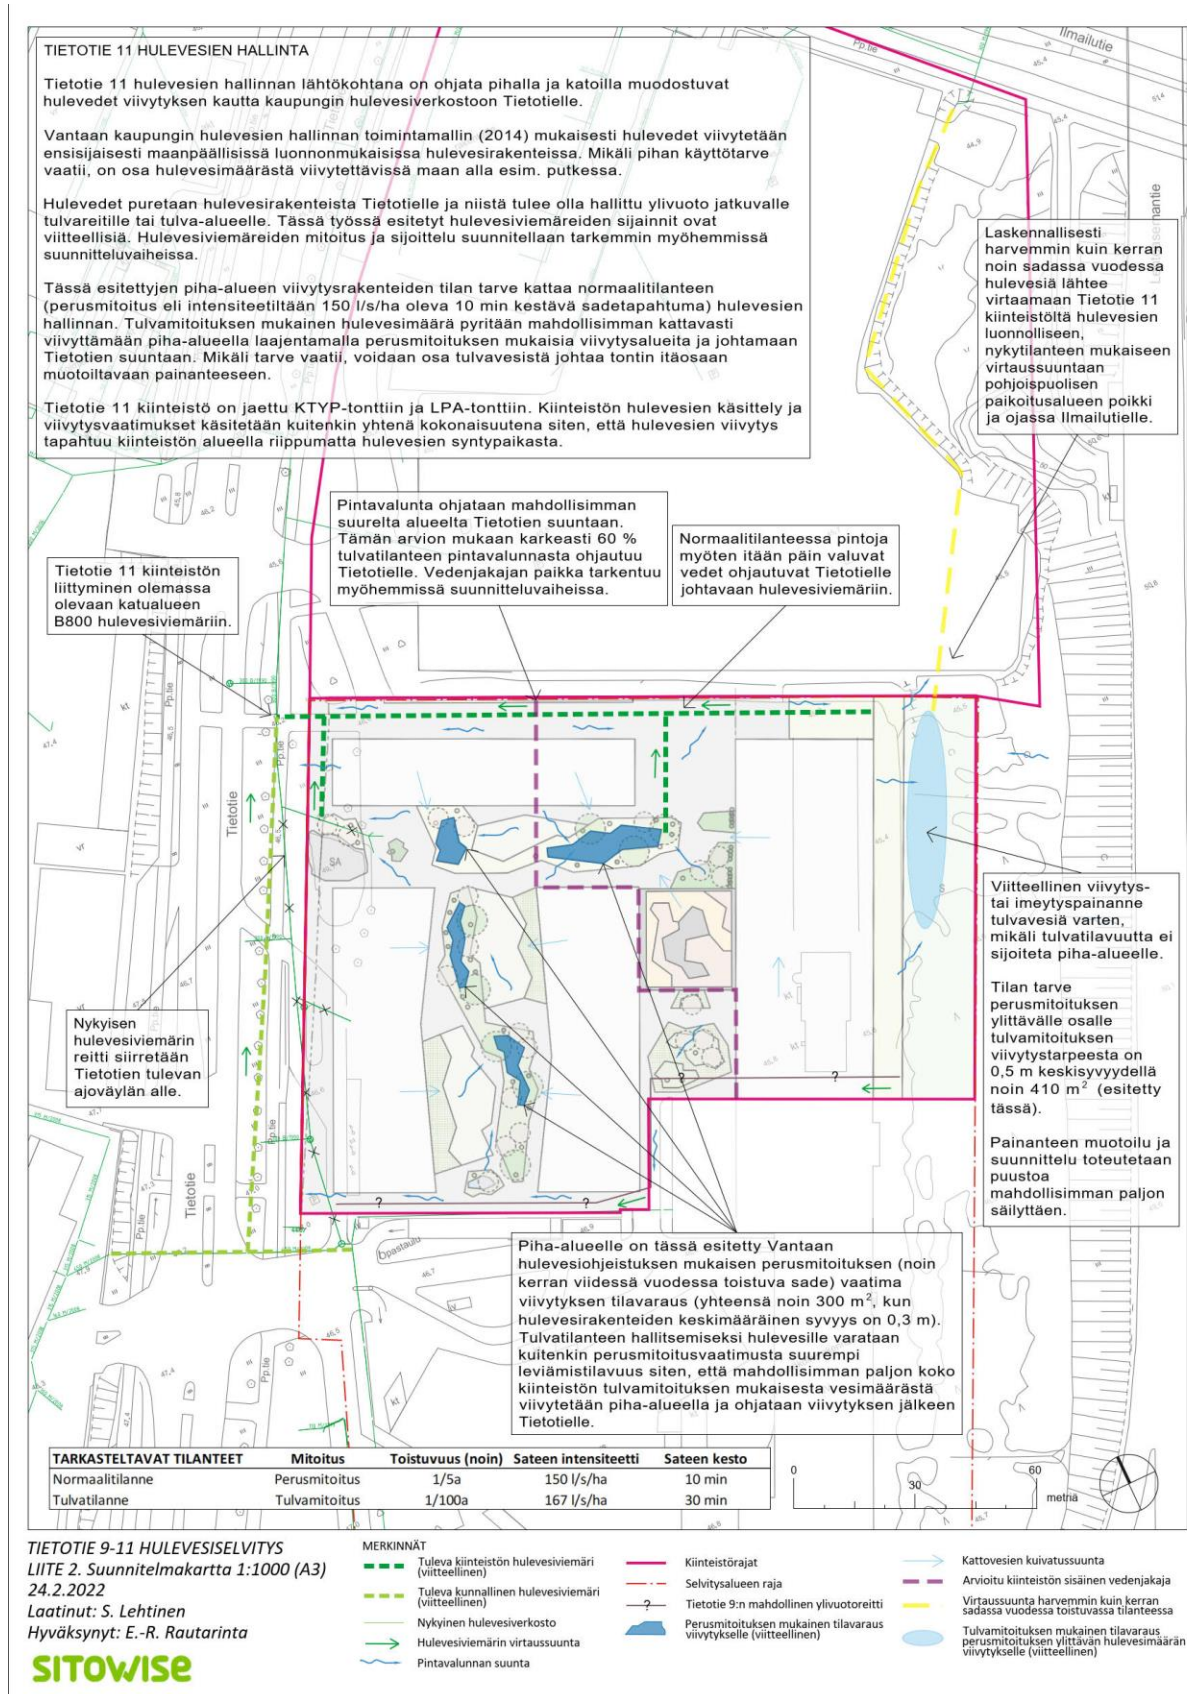 TIETOTIE 11 HULEVESIEN HALLINTA
Tietotie 11 hulevesien hallinnan lähtökohtana on ohjata pihalla ja katoilla muodostuvat
hulevedet viivytyksen kautta kaupungin hulevesiverkostoon Tietotielle.
Vantaan kaupungin hulevesien hallinnan toimintamallin (2014) mukaisesti hulevedet viivytetään
ensisijaisesti maanpäällisissä luonnonmukaisissa hulevesirakenteissa. Mikäli pihan käyttötarve
vaatii, on osa hulevesimäärästä viivytettävissä maan alla esim. putkessa.
Hulevedet puretaan hulevesirakenteista Tietotielle ja niistä tulee olla hallittu ylivuoto jatkuvalle
tulvareitille tai tulva-alueelle. Tässä työssä esitetyt hulevesiviemäreiden sijainnit ovat
viitteellisiä. Hulevesiviemäreiden mitoitus ja sijoittelu suunnitellaan tarkemmin myöhemmissä
suunnitteluvaiheissa.
Tässä esitettyjen piha-alueen viivytysrakenteiden tilan tarve kattaa normaalitilanteen
(perusmitoitus eli intensiteetiltään 150 l/s/ha oleva 10 min kestävä sadetapahtuma) hulevesien
hallinnan. Tulvamitoituksen mukainen hulevesimäärä pyritään mahdollisimman kattavasti
viivyttämään piha-alueella laajentamalla perusmitoituksen mukaisia viivytysalueita ja johtamaan
Tietotien suuntaan. Mikäli tarve vaatii, voidaan osa tulvavesistä johtaa tontin itäosaan
muotoiltavaan painanteeseen.
Tietotie 11 kiinteistö on jaettu KTYP-tonttiin ja LPA-tonttiin. Kiinteistön hulevesien käsittely ja
viivytysvaatimukset käsitetään kuitenkin yhtenä kokonaisuutena siten, että hulevesien viivytys
tapahtuu kiinteistön alueella riippumatta hulevesien syntypaikasta.
Pp.tie
Ilmailutie
Laskennallisesti
harvemmin kuin kerran
noin sadassa vuodessa
hulevesiä lähtee
virtaamaan Tietotie 11
kiinteistöltä hulevesien
luonnolliseen,
nykytilanteen mukaiseen
virtaussuuntaan
pohjoispuolisen
paikoitusalueen poikki
ja ojassa Ilmailutielle.
Pintavalunta ohjataan mahdollisimman
suurelta alueelta Tietotien suuntaan.
Tämän arvion mukaan karkeasti 60 %
tulvatilanteen pintavalunnasta ohjautuu
Tietotielle. Vedenjakajan paikka tarkentuu
myöhemmissä suunnitteluvaiheissa.
Normaalitilanteessa pintoja
myöten itään päin valuvat
vedet ohjautuvat Tietotielle
johtavaan hulevesiviemäriin.
Tietotie 11 kiinteistön
liittyminen olemassa
olevaan katualueen
B800 hulevesiviemäriin.
Tietotie
SA
Viitteellinen viivytys-
tai imeytyspainanne
tulvavesiä varten,
mikäli tulvatilavuutta ei
sijoiteta piha-alueelle.
Tilan tarve
perusmitoituksen
ylittävälle osalle
tulvamitoituksen
viivytystarpeesta on
0,5 m keskisyvyydellä
noin 410 m² (esitetty
tässä).
Painanteen muotoilu ja
suunnittelu toteutetaan
puustoa
mahdollisimman paljon
säilyttäen.
Nykyisen
hulevesiviemärin
reitti siirretään
Tietotien tulevan
ajoväylän alle.
Tietotie
Opastaulu
Piha-alueelle on tässä esitetty Vantaan
hulevesiohjeistuksen mukaisen perusmitoituksen (noin
kerran viidessä vuodessa toistuva sade) vaatima
viivytyksen tilavaraus (yhteensä noin 300 m², kun
hulevesirakenteiden keskimääräinen syvyys on 0,3 m).
Tulvatilanteen hallitsemiseksi hulevesille varataan
kuitenkin perusmitoitusvaatimusta suurempi
leviämistilavuus siten, että mahdollisimman paljon koko
kiinteistön tulvamitoituksen mukaisesta vesimäärästä
viivytetään piha-alueella ja ohjataan viivytyksen jälkeen
Tietotielle.
TARKASTELTAVAT TILANTEET Mitoitus Toistuvuus (noin) Sateen intensiteetti Sateen kesto
Normaalitilanne Perusmitoitus 1/5a 150 l/s/ha 10 min
Tulvatilanne Tulvamitoitus 1/100a 167 l/s/ha 30 min
0 30 60
metriä
TIETOTIE 9-11 HULEVESISELVITYS
LIITE 2. Suunnitelmakartta 1:1000 (A3)
24.2.2022
Laatinut: S. Lehtinen
Hyväksynyt: E.-R. Rautarinta
SITOWISE
MERKINNÄT
Tuleva kiinteistön hulevesiviemäri
(viitteellinen)
Tuleva kunnallinen hulevesiviemäri
(viitteellinen)
Nykyinen hulevesiverkosto
Hulevesiviemärin virtaussuunta
Pintavalunnan suunta
Kiinteistörajat
Selvitysalueen raja
? Tietotie 9:n mahdollinen ylivuotoreitti
Perusmitoituksen mukainen tilavaraus
viivytykselle (viitteellinen)
Kattovesien kuivatussuunta
Arvioitu kiinteistön sisäinen vedenjakaja
Virtaussuunta harvemmin kuin kerran
sadassa vuodessa toistuvassa tilanteessa
Tulvamitoituksen mukainen tilavaraus
perusmitoituksen ylittävän hulevesimäärän
viivytykselle (viitteellinen)